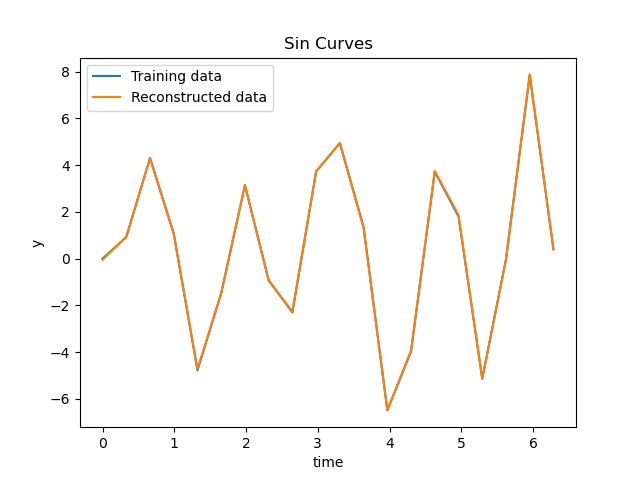 Sin Curves
Training data
Reconstructed data
8
6
4
2
0
−2
−4
−6
y
0 1 2 3 4 5 6
time